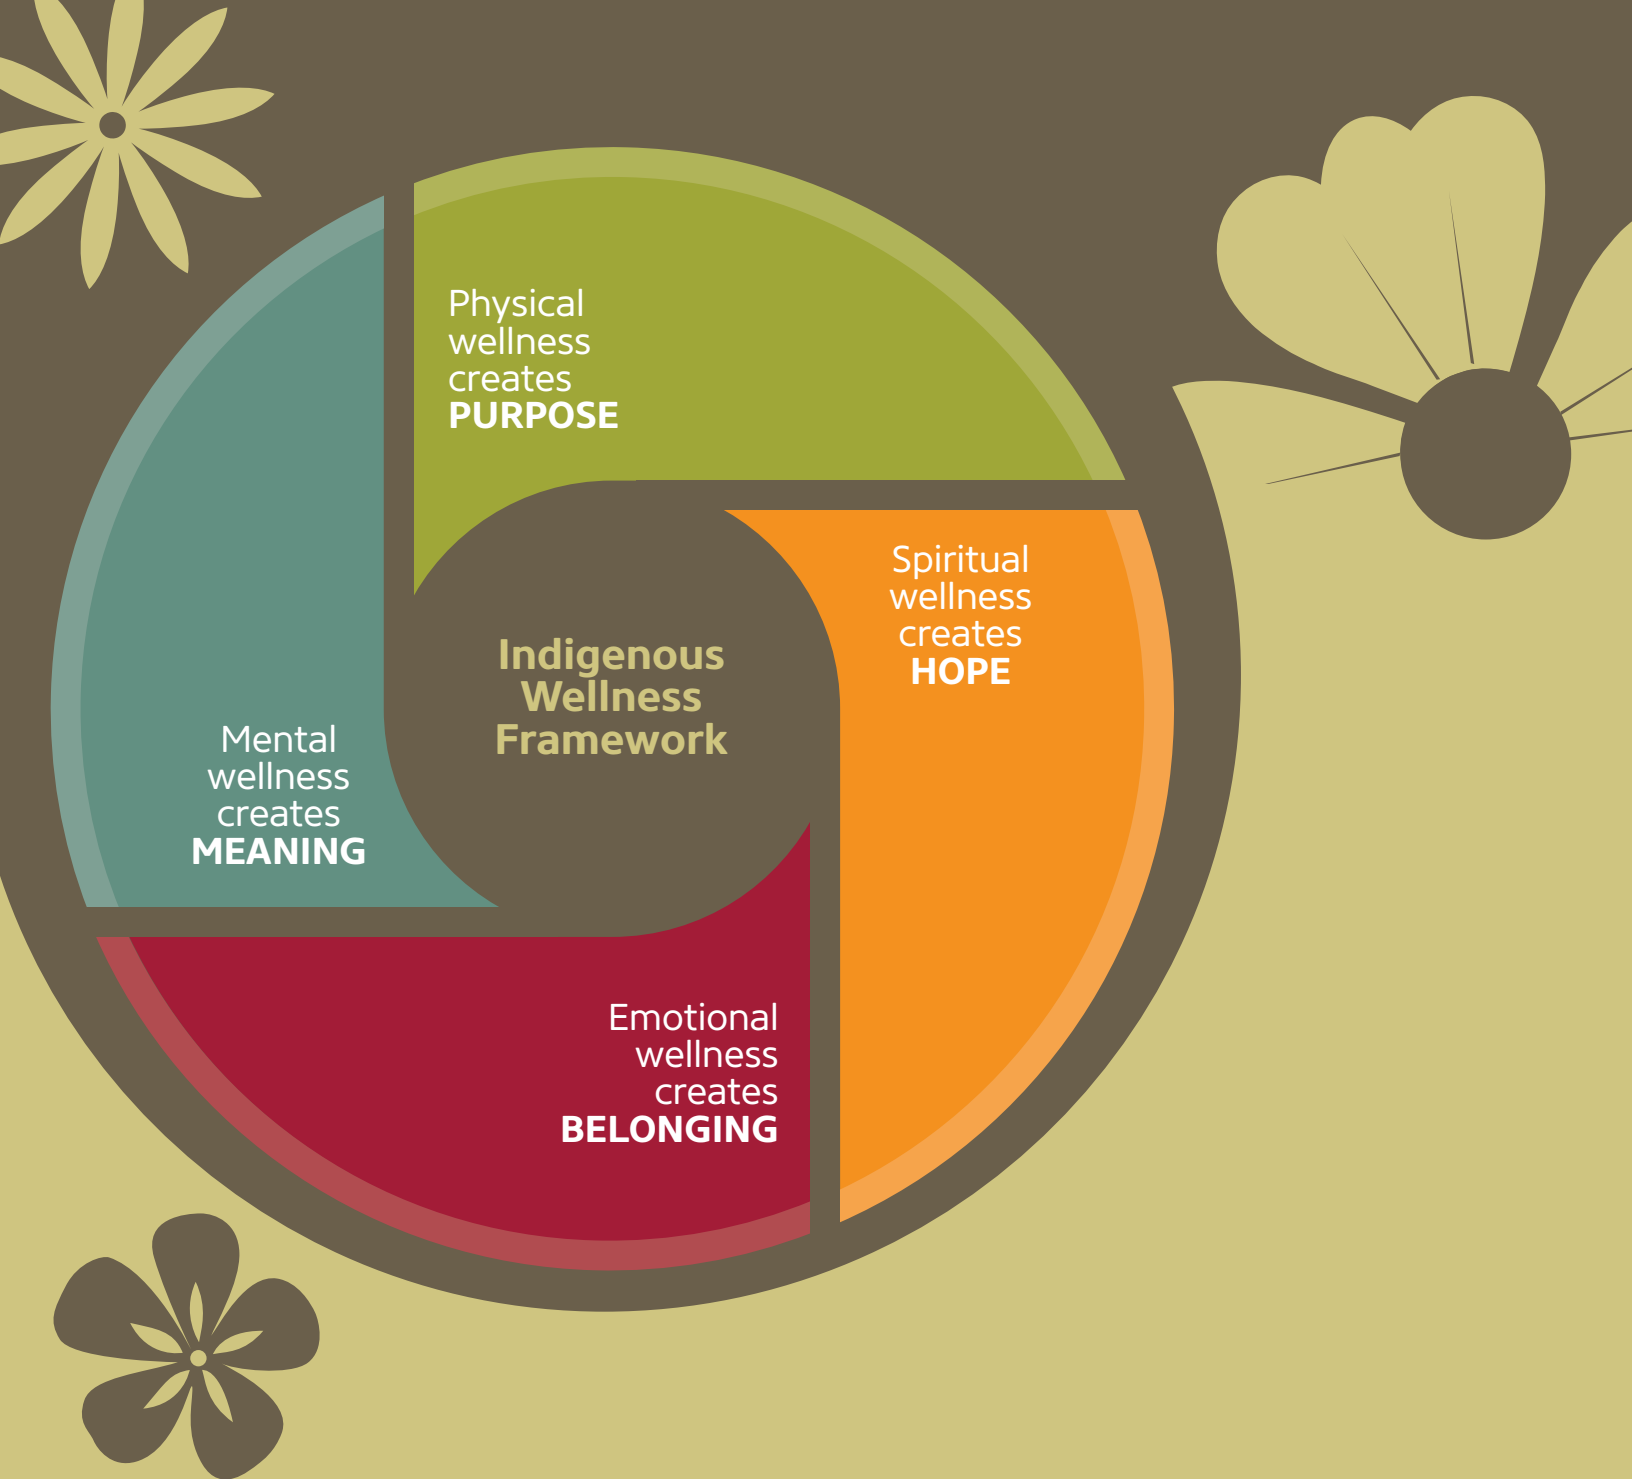 Physical
wellness
creates
PURPOSE
Spiritual
wellness
creates
HOPE
Indigenous
Wellness
Framework
Mental
wellness
creates
MEANING
Emotional
wellness
creates
BELONGING